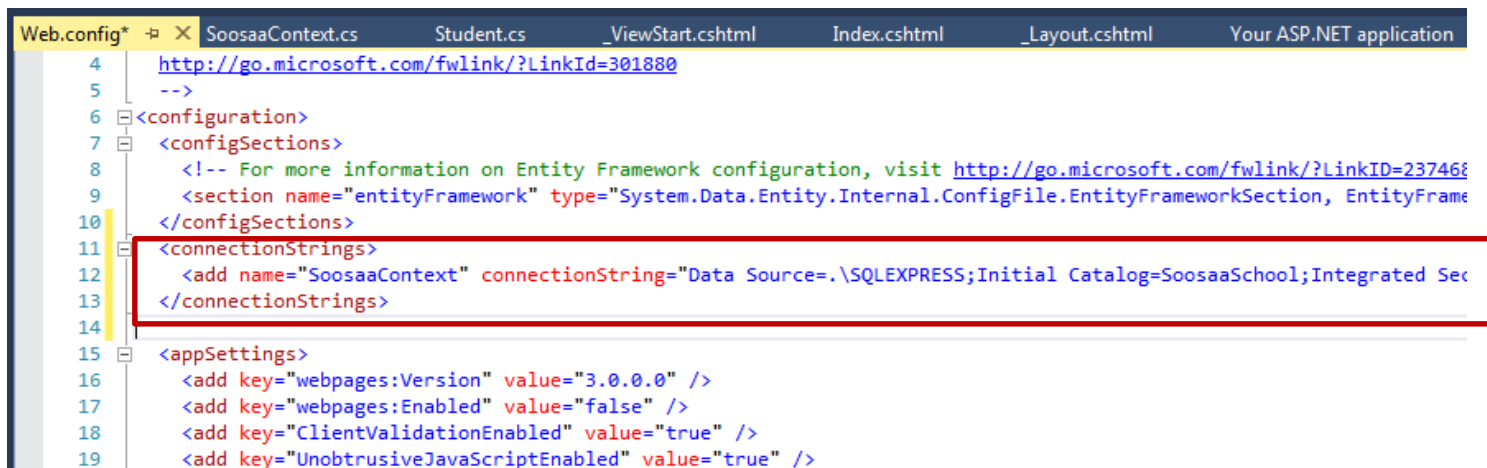 Web.config* SoosaaContext.cs Student.cs _ViewStart.cshtml Index.cshtml _Layout.cshtml Your ASP.NET application
4 http://go.microsoft.com/fwlink/?LinkId=301880
5 -->
6 <configuration>
7 <configSections>
8 <!-- For more information on Entity Framework configuration, visit http://go.microsoft.com/fwlink/?LinkID=237468
9 <section name="entityFramework" type="System.Data.Entity.Internal.ConfigFile.EntityFrameworkSection, EntityFrame
10 </configSections>
11 <connectionStrings>
12 <add name="SoosaaContext" connectionString="Data Source=.\SQLEXPRESS;Initial Catalog=SoosaaSchool;Integrated Sec
13 </connectionStrings>
14
15 <appSettings>
16 <add key="webpages:Version" value="3.0.0.0" />
17 <add key="webpages:Enabled" value="false" />
18 <add key="ClientValidationEnabled" value="true" />
19 <add key="UnobtrusiveJavaScriptEnabled" value="true" />